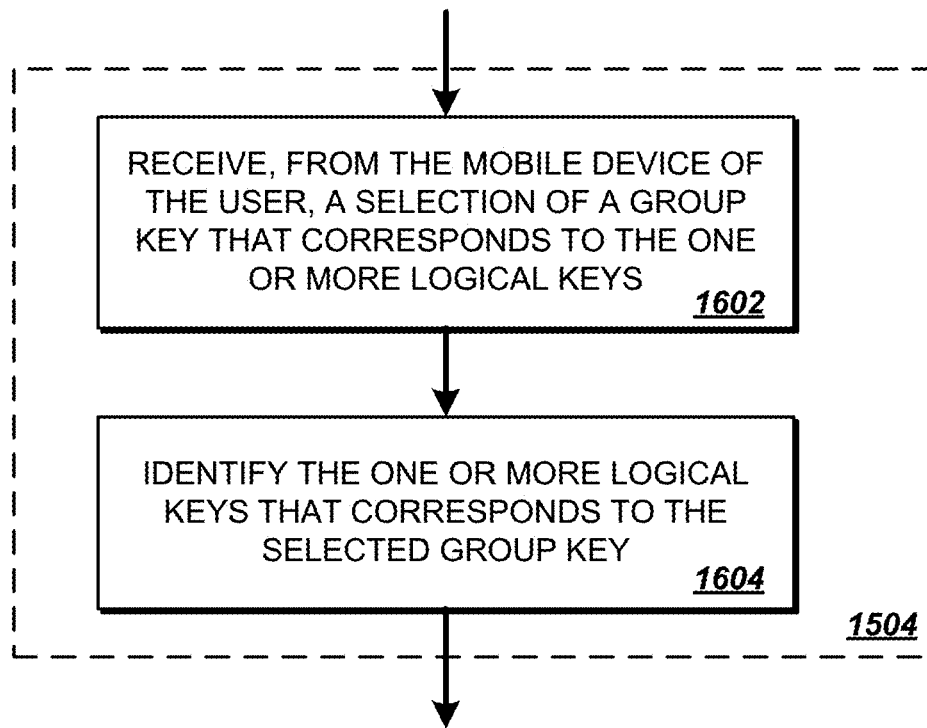 RECEIVE, FROM THE MOBILE DEVICE OF
THE USER, A SELECTION OF A GROUP
KEY THAT CORRESPONDS TO THE ONE
OR MORE LOGICAL KEYS
1602
IDENTIFY THE ONE OR MORE LOGICAL
KEYS THAT CORRESPONDS TO THE
SELECTED GROUP KEY
1604
1504